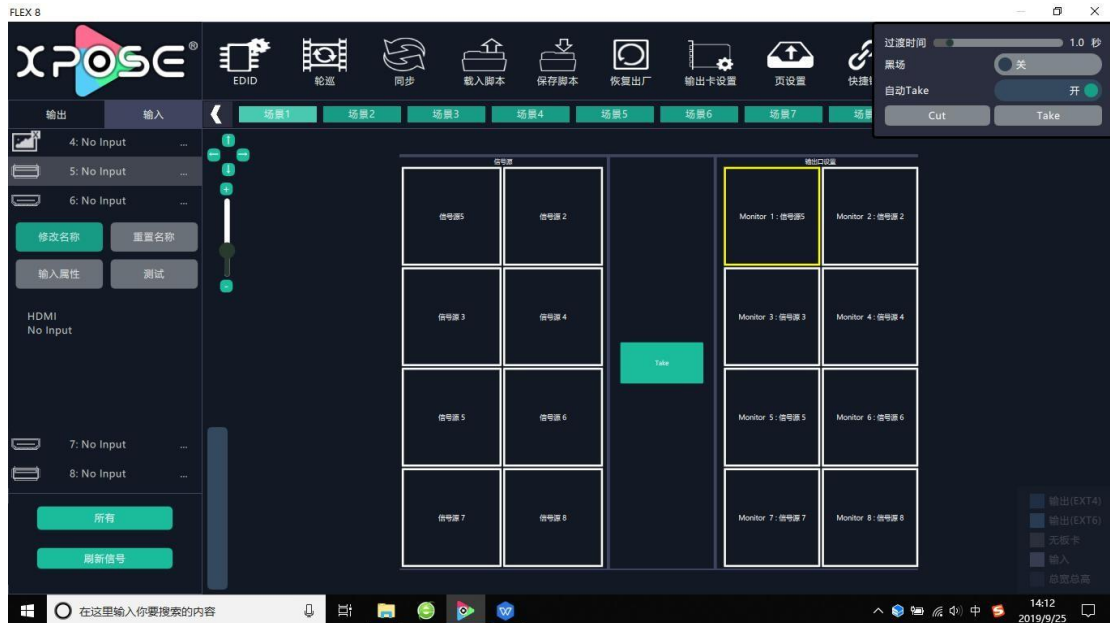 FLEX 8
XPOSE®
EDID 轮巡 同步 载入脚本 保存脚本 恢复出厂 输出卡设置 页设置
过渡时间 1.0 秒
黑场 关
自动Take 开
Cut Take
输出 输入
场景1 场景2 场景3 场景4 场景5 场景6 场景7
4: No Input ...
5: No Input ...
6: No Input ...
修改名称 重置名称
输入属性 测试
HDMI
No Input
7: No Input ...
8: No Input ...
所有
刷新信号
信号源 输出口设置
信号源5 信号源 2 Monitor 1 : 信号源5 Monitor 2 : 信号源 2
信号源 3 信号源 4 Monitor 3 : 信号源 3 Monitor 4 : 信号源 4
Take
信号源 5 信号源 6 Monitor 5 : 信号源 5 Monitor 6 : 信号源 6
信号源 7 信号源 8 Monitor 7 : 信号源 7 Monitor 8 : 信号源 8
输出(EXT4)
输出(EXT6)
无板卡
输入
总宽总高
在这里输入你要搜索的内容
中
14:12
2019/9/25